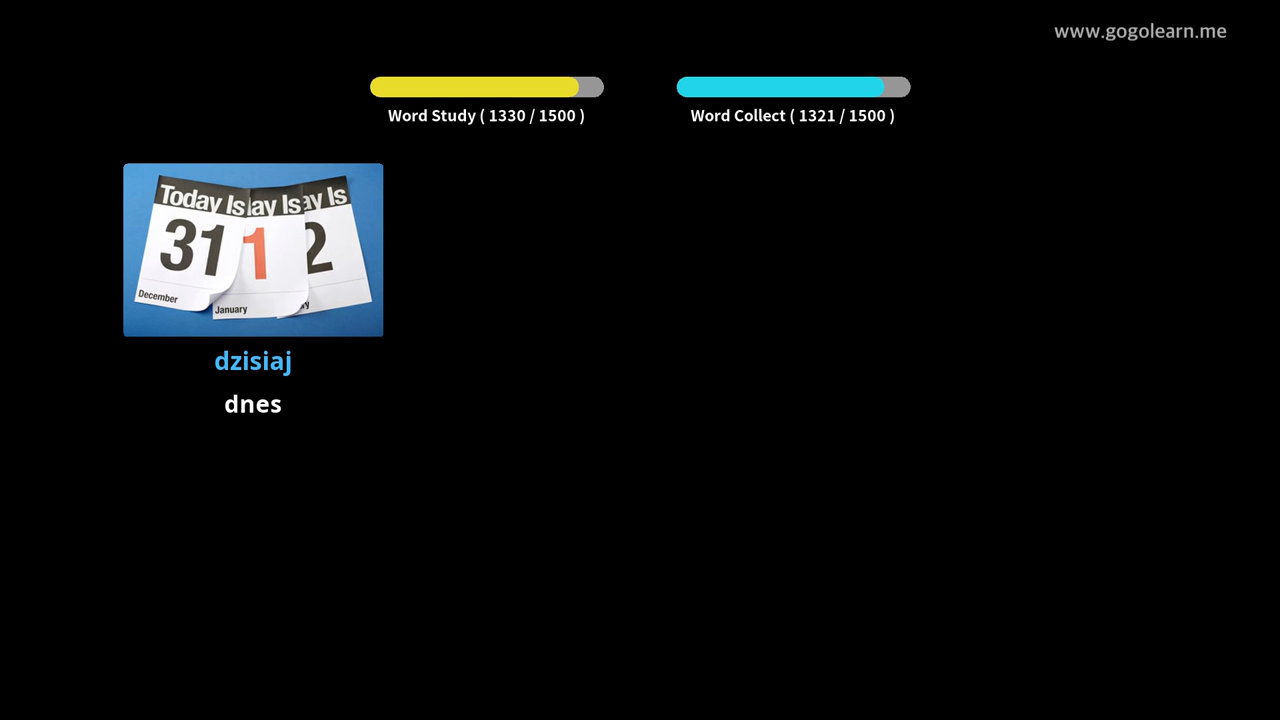 www.gogolearn.me
Word Study ( 1330 / 1500 )
Word Collect ( 1321 / 1500 )
Today Is
31
December
ay Is
1
January
ay Is
2
dzisiaj
dnes